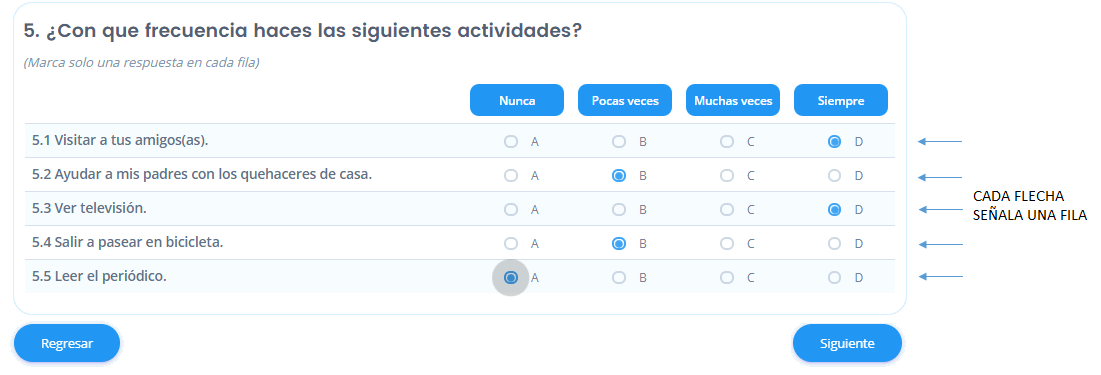 5. ¿Con que frecuencia haces las siguientes actividades?
(Marca solo una respuesta en cada fila)
Nunca Pocas veces Muchas veces Siempre
5.1 Visitar a tus amigos(as). A B C D
5.2 Ayudar a mis padres con los quehaceres de casa. A B C D
5.3 Ver televisión. A B C D
5.4 Salir a pasear en bicicleta. A B C D
5.5 Leer el periódico. A B C D
CADA FLECHA
SEÑALA UNA FILA
Regresar Siguiente